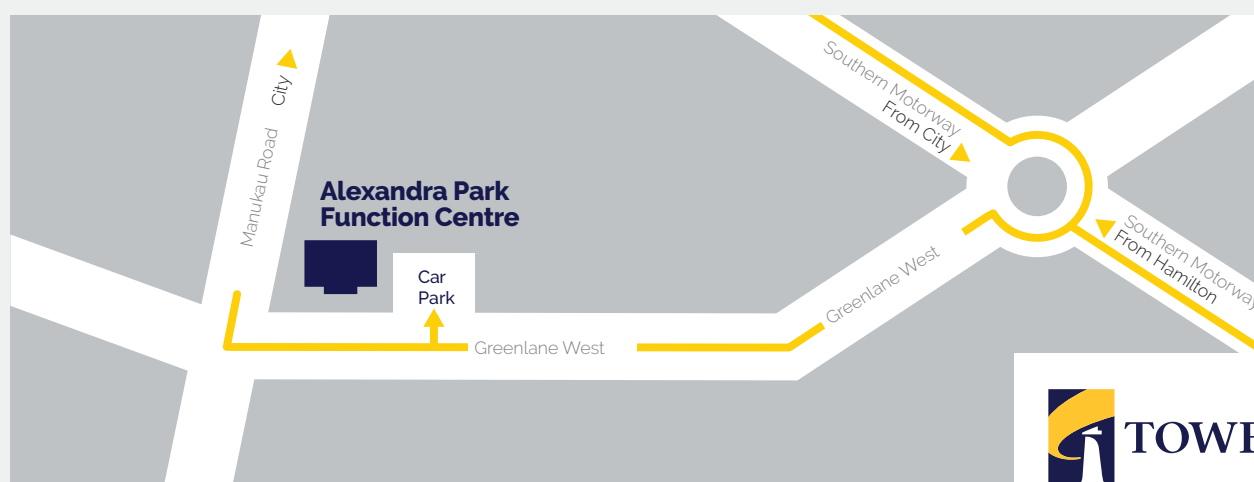 Manukau Road
City
Alexandra Park
Function Centre
Car
Park
Greenlane West
Greenlane West
Southern Motorway
From City
Southern Motorway
From Hamilton
TOWE